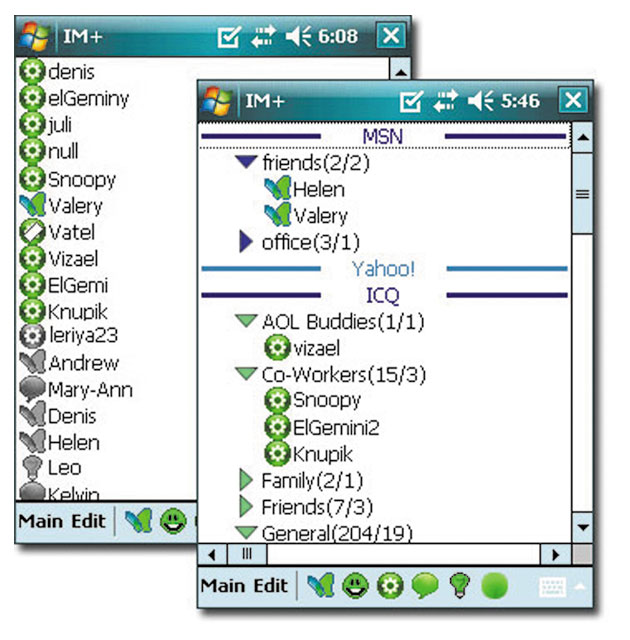 IM+ 6:08
denis
elGeminy
juli
null
Snoopy
Valery
Vatel
Vizael
ElGemi
Knupik
leriya23
Andrew
Mary-Ann
Denis
Helen
Leo
Kelvin
Main Edit
IM+ 5:46
MSN
friends(2/2)
Helen
Valery
office(3/1)
Yahoo!
ICQ
AOL Buddies(1/1)
vizael
Co-Workers(15/3)
Snoopy
ElGemini2
Knupik
Family(2/1)
Friends(7/3)
General(204/19)
Main Edit